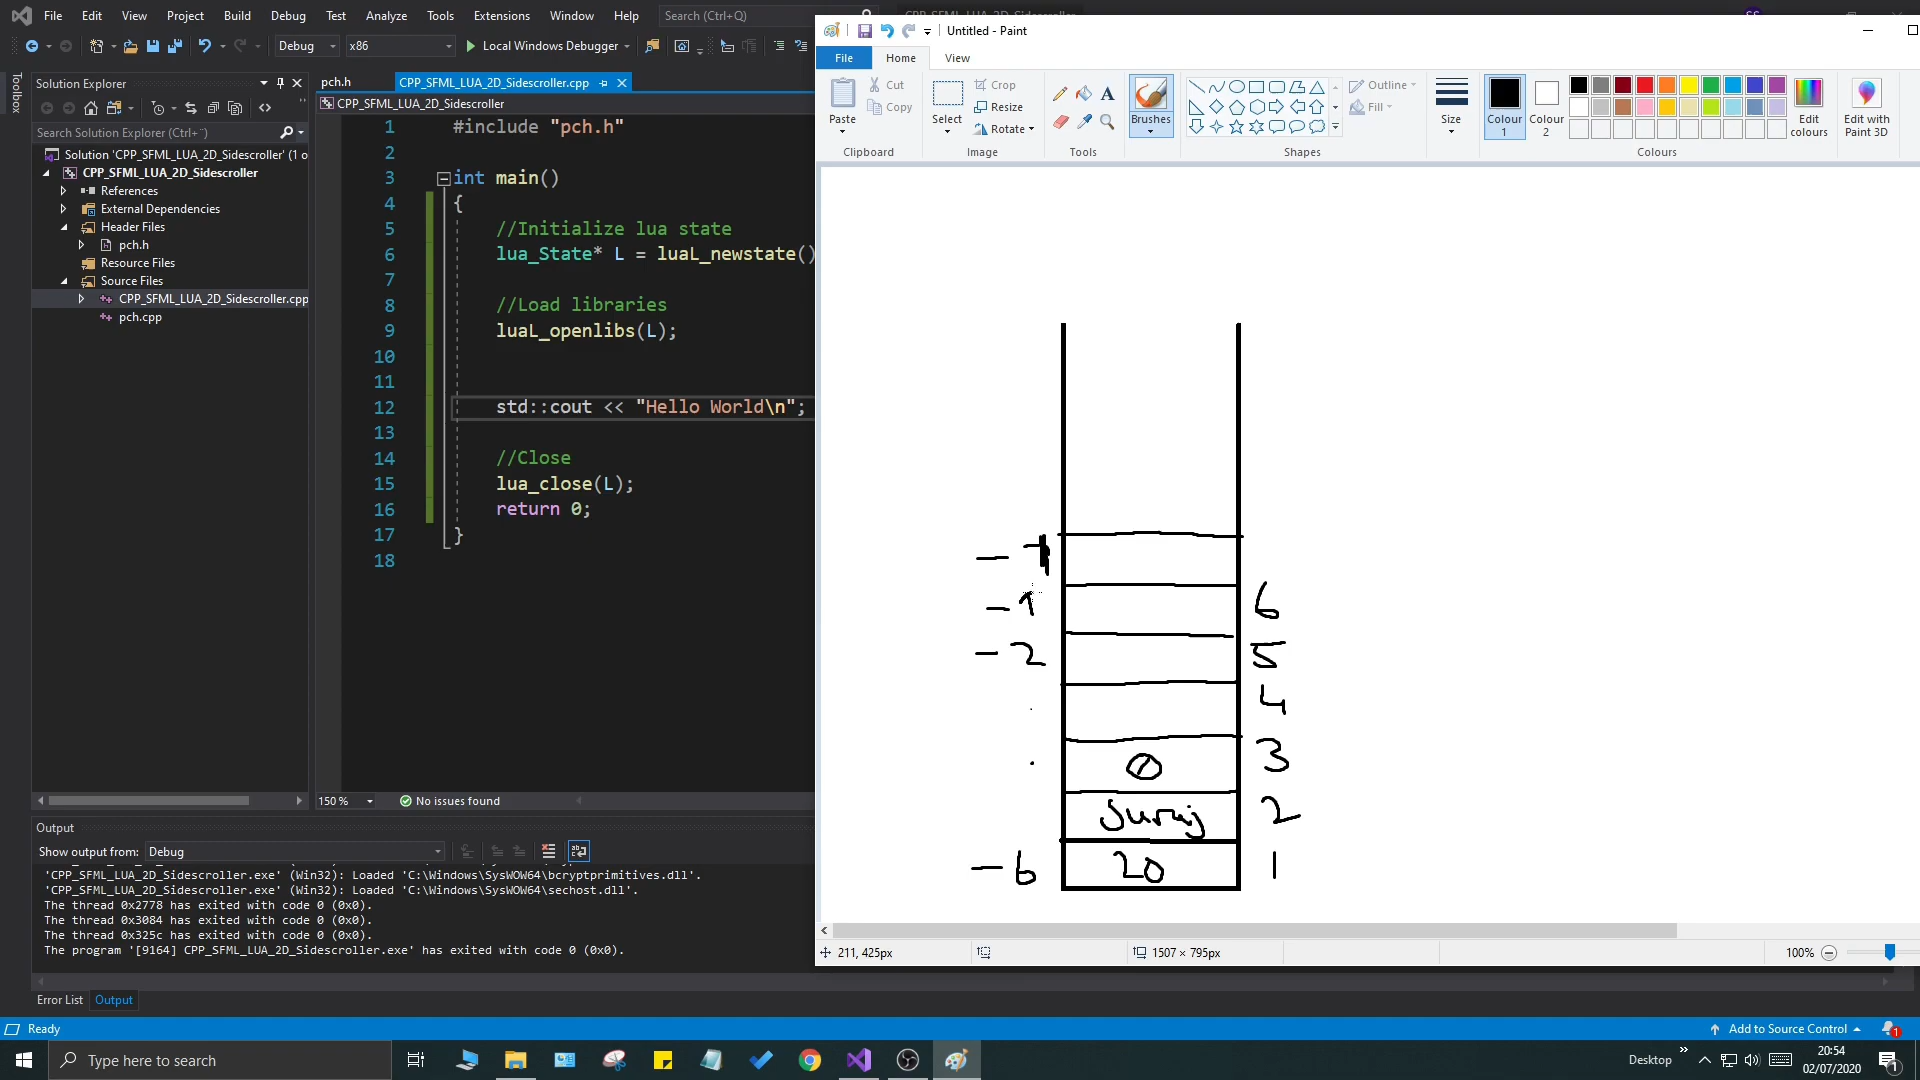 File Edit View Project Build Debug Test Analyze Tools Extensions Window Help Search (Ctrl+Q)
Debug x86 Local Windows Debugger
Toolbox
Solution Explorer
Search Solution Explorer (Ctrl+¨)
Solution 'CPP_SFML_LUA_2D_Sidescroller' (1 o
CPP_SFML_LUA_2D_Sidescroller
References
External Dependencies
Header Files
pch.h
Resource Files
Source Files
CPP_SFML_LUA_2D_Sidescroller.cpp
pch.cpp
pch.h CPP_SFML_LUA_2D_Sidescroller.cpp
CPP_SFML_LUA_2D_Sidescroller
1 #include "pch.h"
2
3 int main()
4 {
5 //Initialize lua state
6 lua_State* L = luaL_newstate()
7
8 //Load libraries
9 luaL_openlibs(L);
10
11
12 std::cout << "Hello World\n";
13
14 //Close
15 lua_close(L);
16 return 0;
17 }
18
150 % No issues found
Output
Show output from: Debug
'CPP_SFML_LUA_2D_Sidescroller.exe' (Win32): Loaded 'C:\Windows\SysWOW64\bcryptprimitives.dll'.
'CPP_SFML_LUA_2D_Sidescroller.exe' (Win32): Loaded 'C:\Windows\SysWOW64\sechost.dll'.
The thread 0x2778 has exited with code 0 (0x0).
The thread 0x3084 has exited with code 0 (0x0).
The thread 0x325c has exited with code 0 (0x0).
The program '[9164] CPP_SFML_LUA_2D_Sidescroller.exe' has exited with code 0 (0x0).
Error List Output
Ready
Add to Source Control
1
Untitled - Paint
File Home View
Paste
Cut
Copy
Clipboard
Select
Crop
Resize
Rotate
Image
A
Tools
Brushes
Shapes
Outline
Fill
Size
Colour 1
Colour 2
Edit colours
Edit with Paint 3D
Colours
-1
-1 6
-2 5
4
0 3
Suraj 2
-6 20 1
211, 425px
1507 × 795px
100%
Type here to search
Desktop
20:54
02/07/2020
1